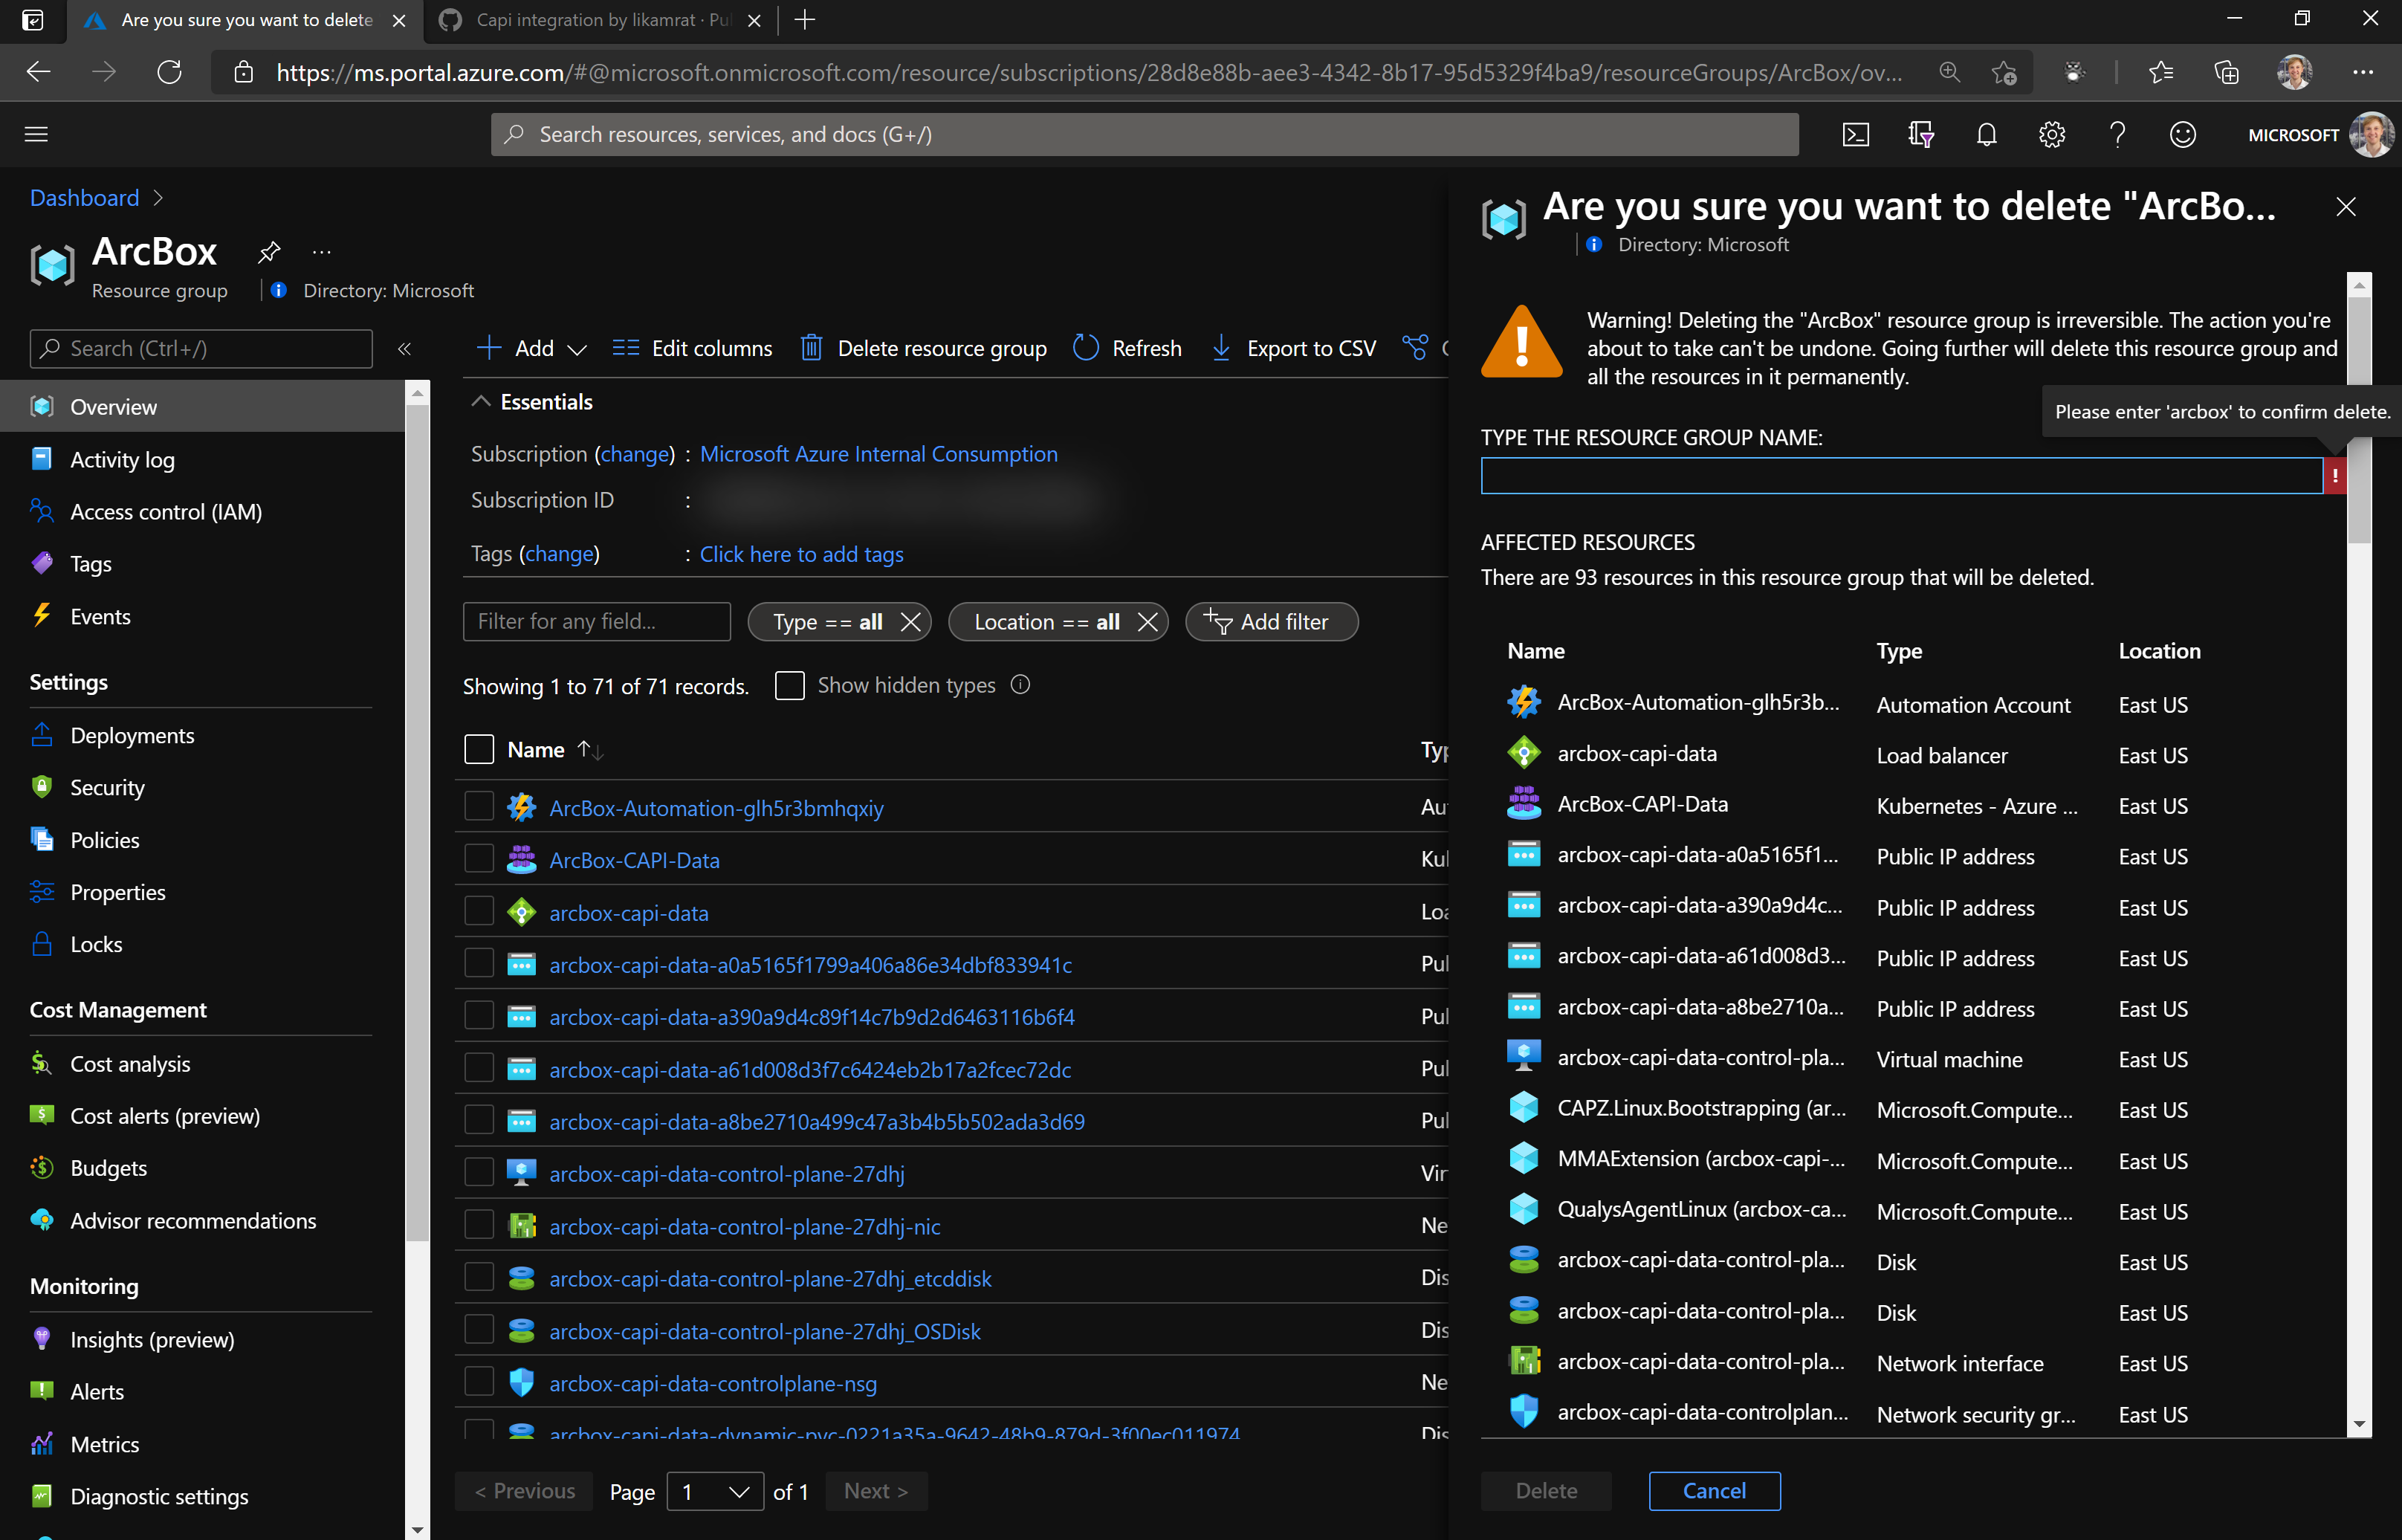 Are you sure you want to delete
Capi integration by likamrat · Pu
https://ms.portal.azure.com/#@microsoft.onmicrosoft.com/resource/subscriptions/28d8e88b-aee3-4342-8b17-95d5329f4ba9/resourceGroups/ArcBox/ov...
Search resources, services, and docs (G+/)
MICROSOFT
Dashboard
ArcBox
Resource group
Directory: Microsoft
Search (Ctrl+/)
Overview
Activity log
Access control (IAM)
Tags
Events
Settings
Deployments
Security
Policies
Properties
Locks
Cost Management
Cost analysis
Cost alerts (preview)
Budgets
Advisor recommendations
Monitoring
Insights (preview)
Alerts
Metrics
Diagnostic settings
Add
Edit columns
Delete resource group
Refresh
Export to CSV
Essentials
Subscription (change) : Microsoft Azure Internal Consumption
Subscription ID :
Tags (change) : Click here to add tags
Filter for any field...
Type == all
Location == all
Add filter
Showing 1 to 71 of 71 records.
Show hidden types
Name Typ
ArcBox-Automation-glh5r3bmhqxiy Au
ArcBox-CAPI-Data Kul
arcbox-capi-data Loa
arcbox-capi-data-a0a5165f1799a406a86e34dbf833941c Pul
arcbox-capi-data-a390a9d4c89f14c7b9d2d6463116b6f4 Pul
arcbox-capi-data-a61d008d3f7c6424eb2b17a2fcec72dc Pul
arcbox-capi-data-a8be2710a499c47a3b4b5b502ada3d69 Pul
arcbox-capi-data-control-plane-27dhj Vir
arcbox-capi-data-control-plane-27dhj-nic Ne
arcbox-capi-data-control-plane-27dhj_etcddisk Dis
arcbox-capi-data-control-plane-27dhj_OSDisk Dis
arcbox-capi-data-controlplane-nsg Ne
arcbox-capi-data-dynamic-pvc-0221a35a-9642-48b9-879d-3f00ec011974 Dis
< Previous
Page 1 of 1
Next >
Are you sure you want to delete "ArcBo...
Directory: Microsoft
Warning! Deleting the "ArcBox" resource group is irreversible. The action you're
about to take can't be undone. Going further will delete this resource group and
all the resources in it permanently.
Please enter 'arcbox' to confirm delete.
TYPE THE RESOURCE GROUP NAME:
AFFECTED RESOURCES
There are 93 resources in this resource group that will be deleted.
Name Type Location
ArcBox-Automation-glh5r3b... Automation Account East US
arcbox-capi-data Load balancer East US
ArcBox-CAPI-Data Kubernetes - Azure ... East US
arcbox-capi-data-a0a5165f1... Public IP address East US
arcbox-capi-data-a390a9d4c... Public IP address East US
arcbox-capi-data-a61d008d3... Public IP address East US
arcbox-capi-data-a8be2710a... Public IP address East US
arcbox-capi-data-control-pla... Virtual machine East US
CAPZ.Linux.Bootstrapping (ar... Microsoft.Compute... East US
MMAExtension (arcbox-capi-... Microsoft.Compute... East US
QualysAgentLinux (arcbox-ca... Microsoft.Compute... East US
arcbox-capi-data-control-pla... Disk East US
arcbox-capi-data-control-pla... Disk East US
arcbox-capi-data-control-pla... Network interface East US
arcbox-capi-data-controlplan... Network security gr... East US
Delete
Cancel